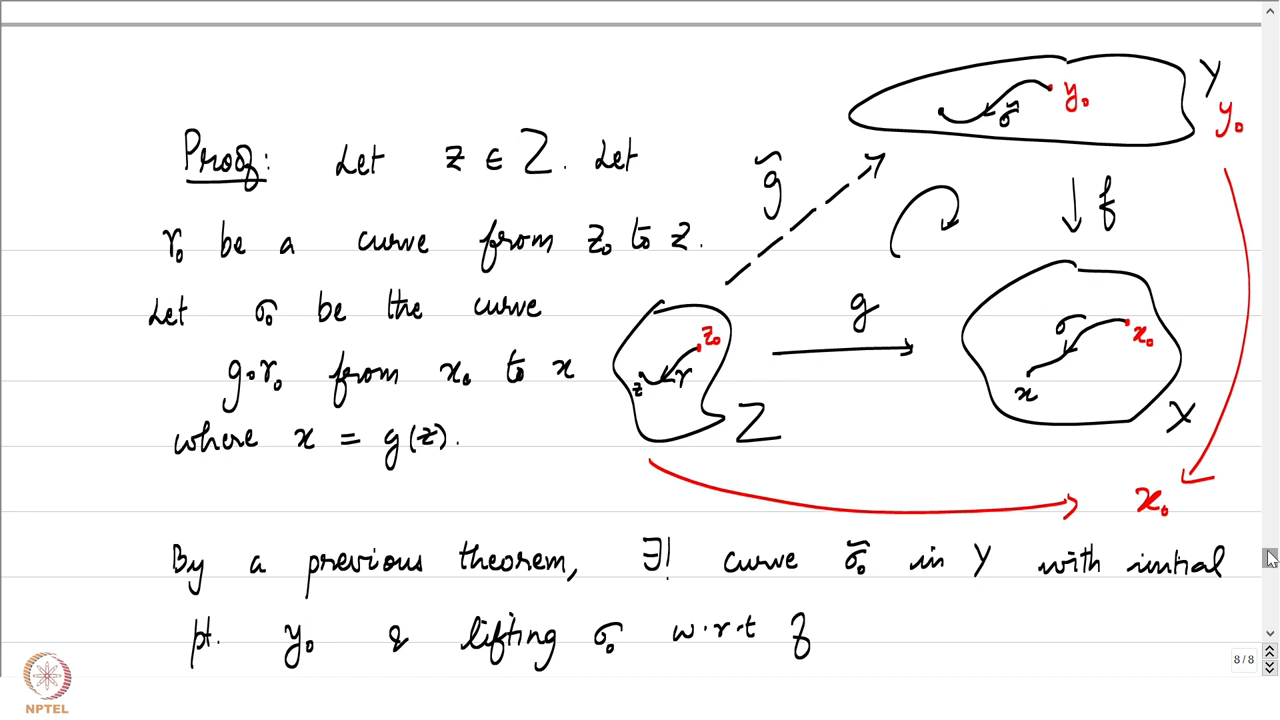 Proof: Let z ∈ Z. Let
γ₀ be a curve from z₀ to z.
Let σ₀ be the curve
g∘γ₀ from x₀ to x
where x = g(z).
By a previous theorem, ∃! curve σ̃₀ in Y with initial
pt. y₀ & lifting σ₀ w.r.t f
Y
y₀
σ̃
y₀
g̃
f
g
z₀
z
γ
Z
σ
x₀
x
X
x₀
8 / 8
NPTEL